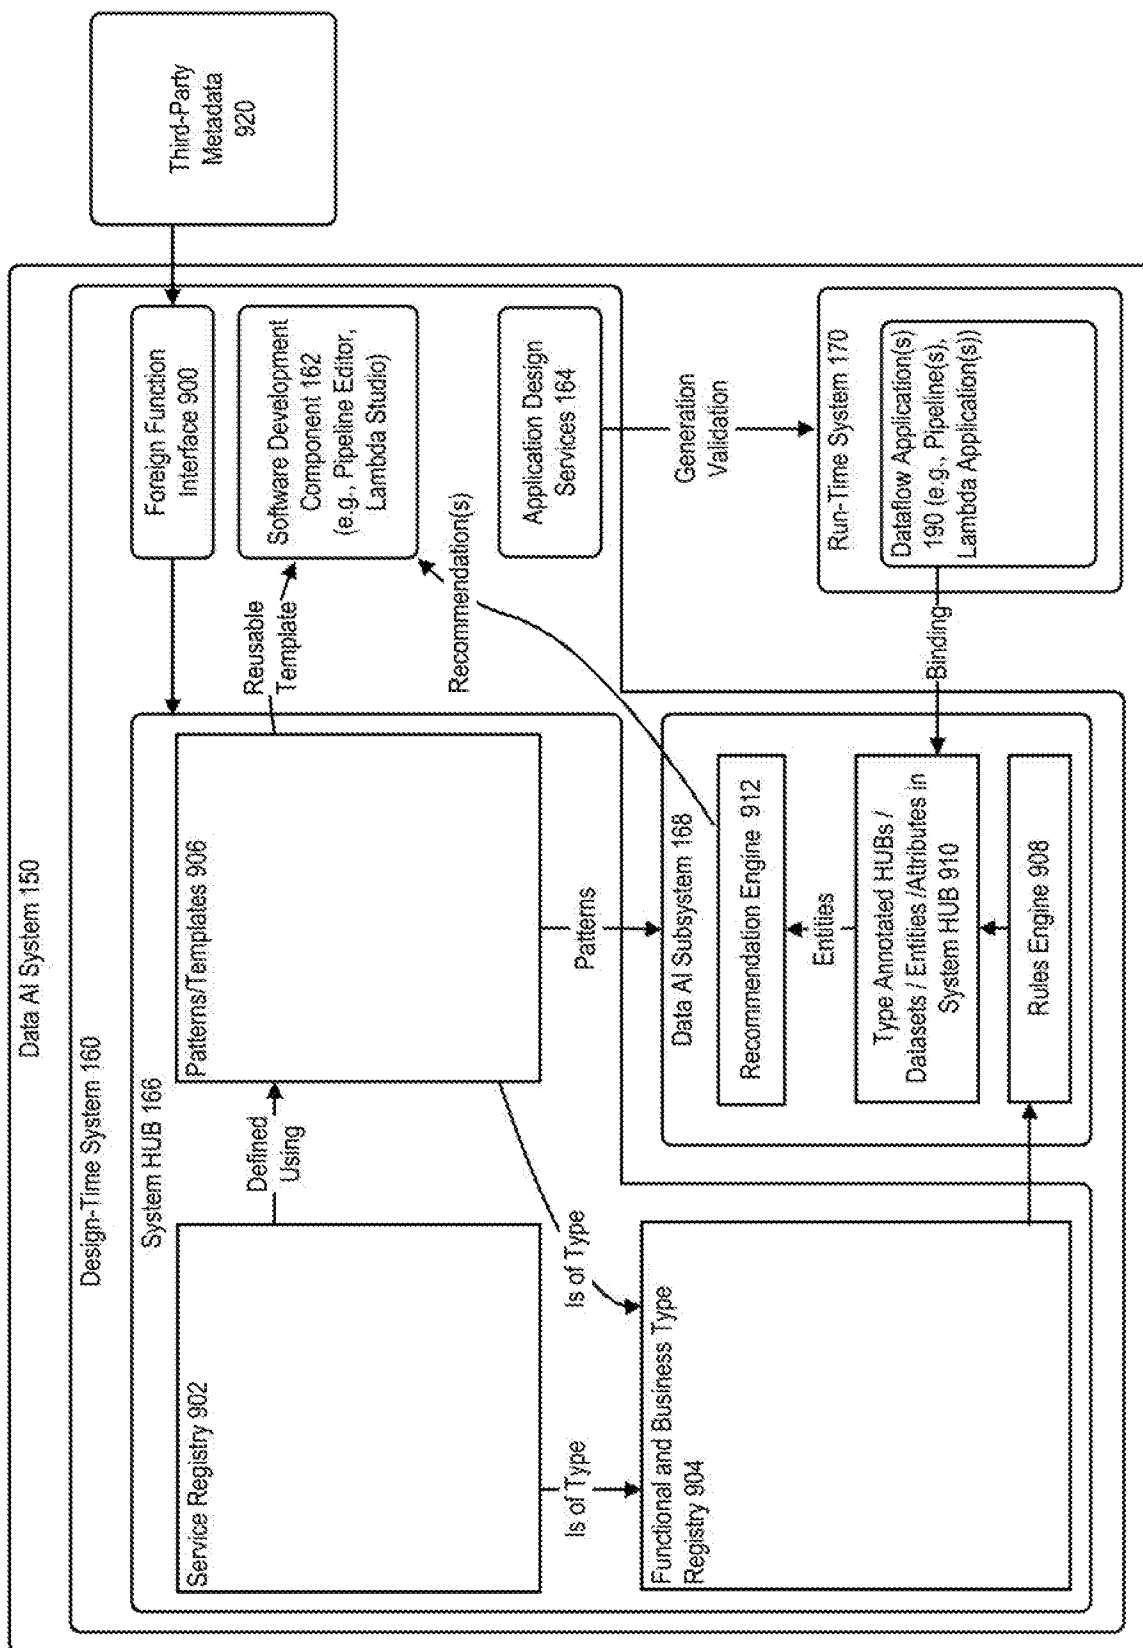 Data AI System 150
Design-Time System 160
System HUB 166
Service Registry 902
Defined
Using
Patterns/Templates 906
Reusable
Template
Is of Type
Is of Type
Functional and Business Type
Registry 904
Patterns
Data AI Subsystem 168
Recommendation Engine 912
Entities
Type Annotated HUBs /
Datasets / Entities /Attributes in
System HUB 910
Rules Engine 908
Foreign Function
Interface 900
Software Development
Component 162
(e.g., Pipeline Editor,
Lambda Studio)
Recommendation(s)
Application Design
Services 164
Generation
Validation
Run-Time System 170
Dataflow Application(s)
190 (e.g., Pipeline(s),
Lambda Application(s))
Binding
Third-Party
Metadata
920